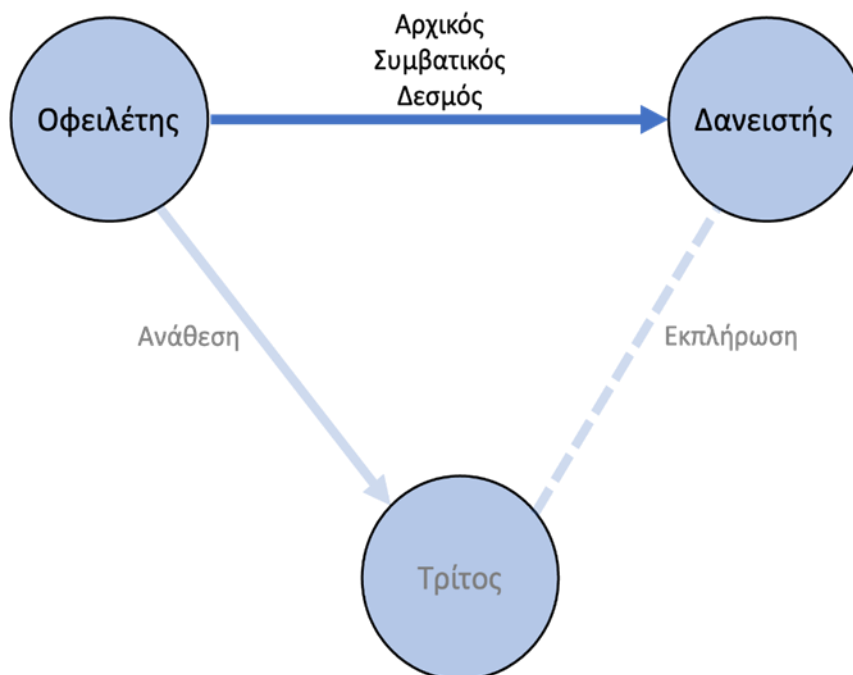 Αρχικός
Συμβατικός
Δεσμός
Οφειλέτης
Δανειστής
Ανάθεση
Εκπλήρωση
Τρίτος